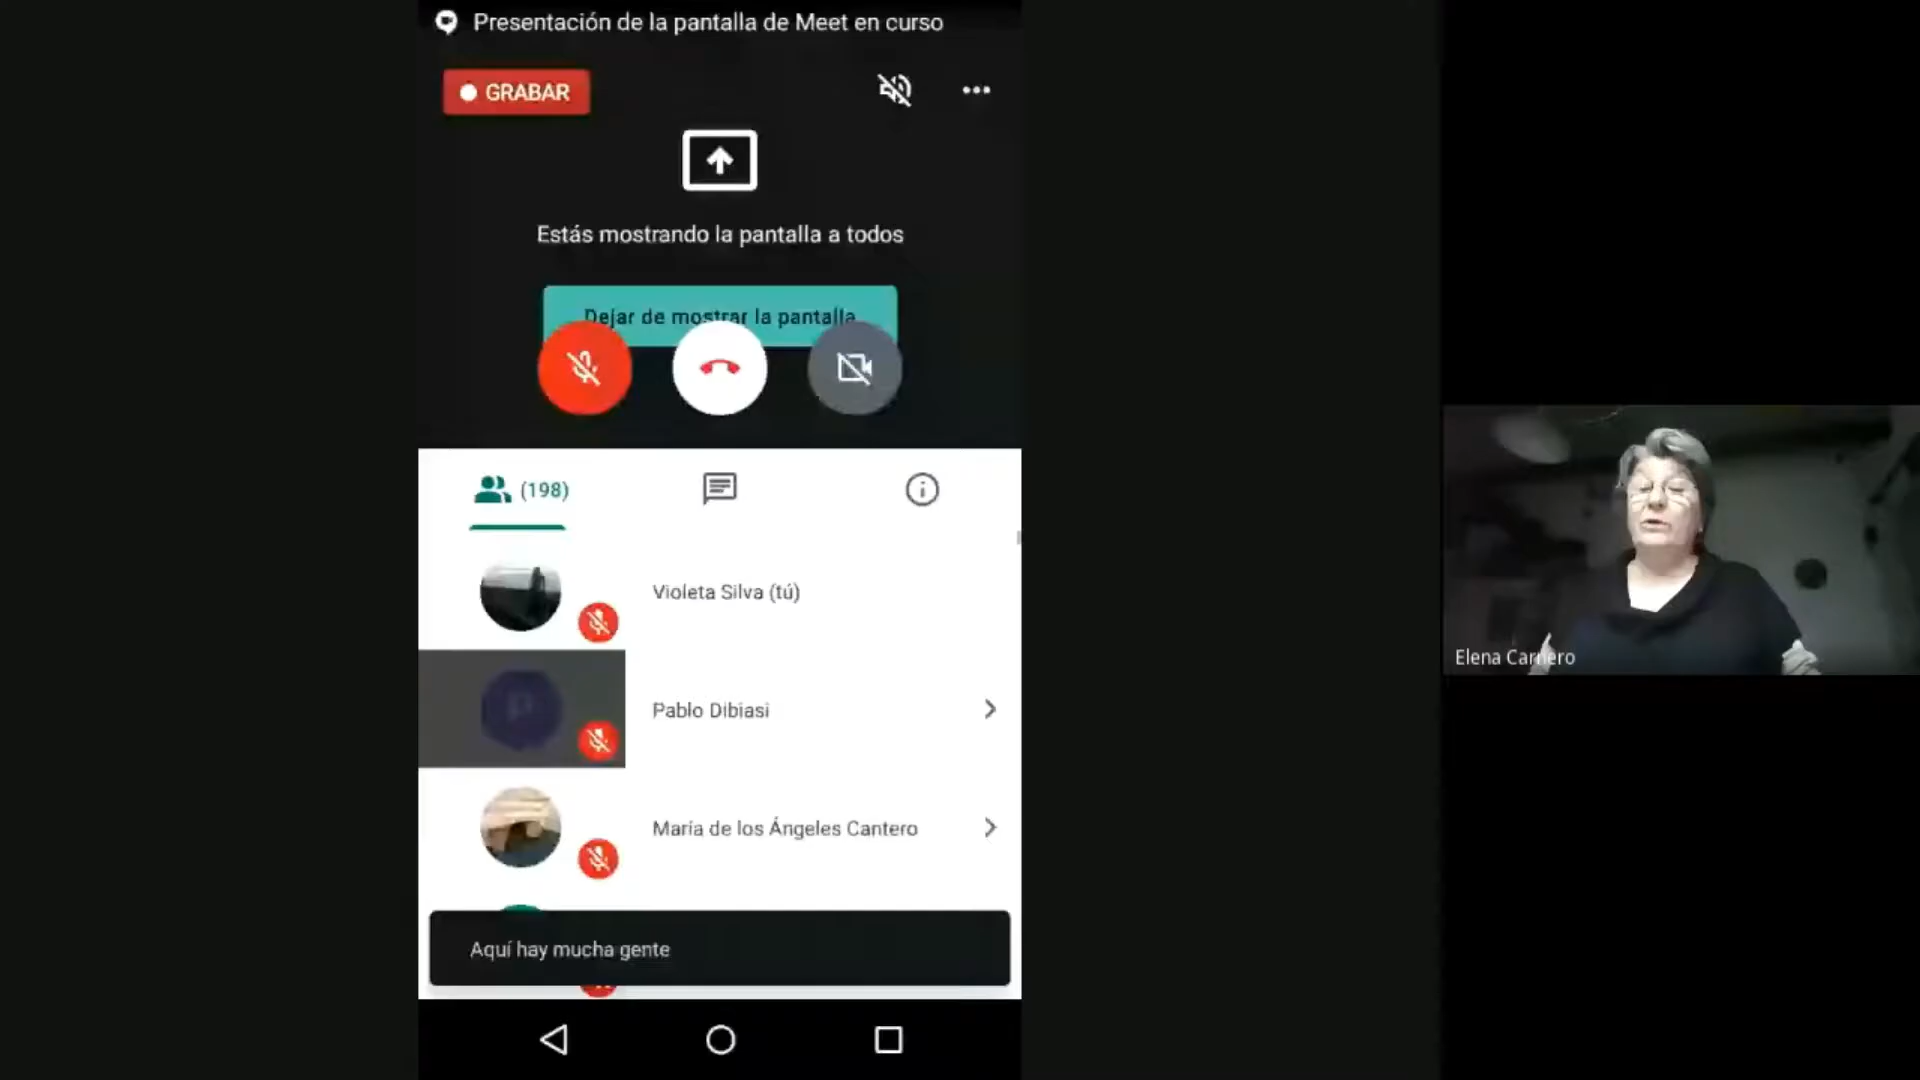 Presentación de la pantalla de Meet en curso
GRABAR
Estás mostrando la pantalla a todos
Dejar de mostrar la pantalla
(198)
Violeta Silva (tú)
P
Pablo Dibiasi
María de los Ángeles Cantero
Aquí hay mucha gente
Elena Carnero